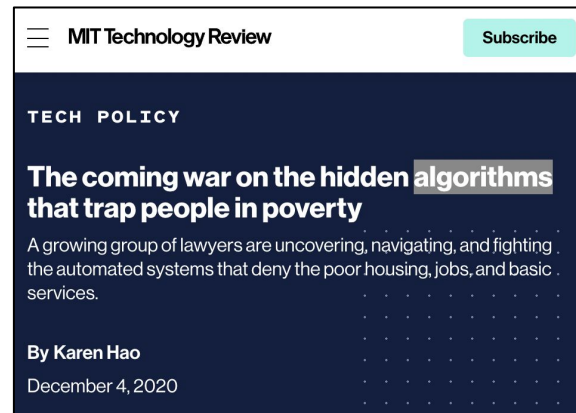 MIT Technology Review
Subscribe
TECH POLICY
The coming war on the hidden algorithms
that trap people in poverty
A growing group of lawyers are uncovering, navigating, and fighting
the automated systems that deny the poor housing, jobs, and basic
services.
By Karen Hao
December 4, 2020